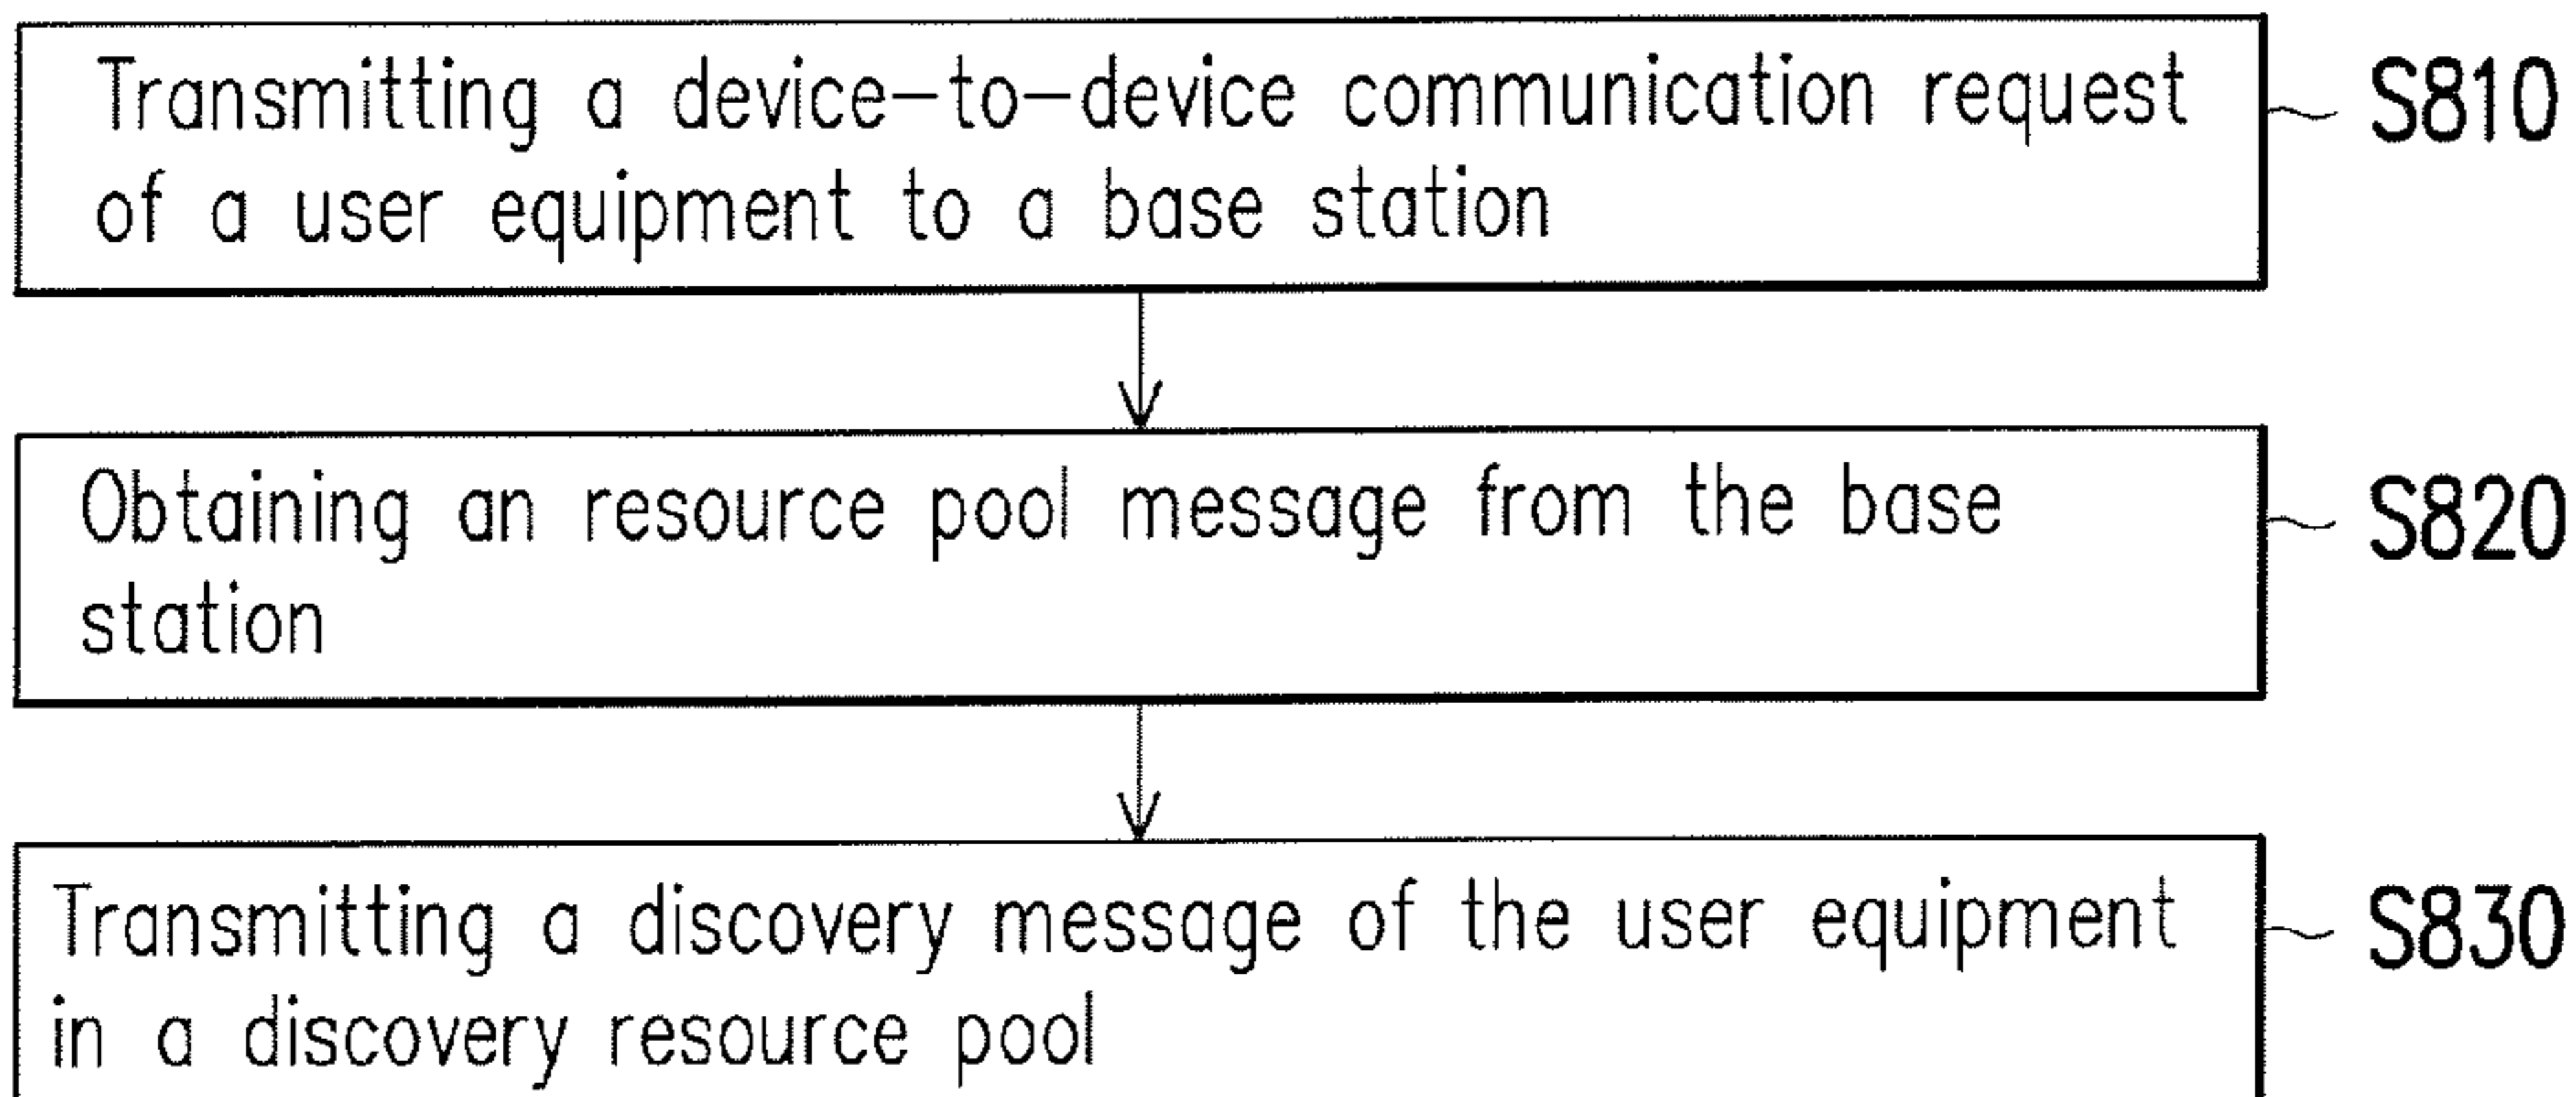 Transmitting a device-to-device communication request S810
of a user equipment to a base station
Obtaining an resource pool message from the base S820
station
Transmitting a discovery message of the user equipment S830
in a discovery resource pool